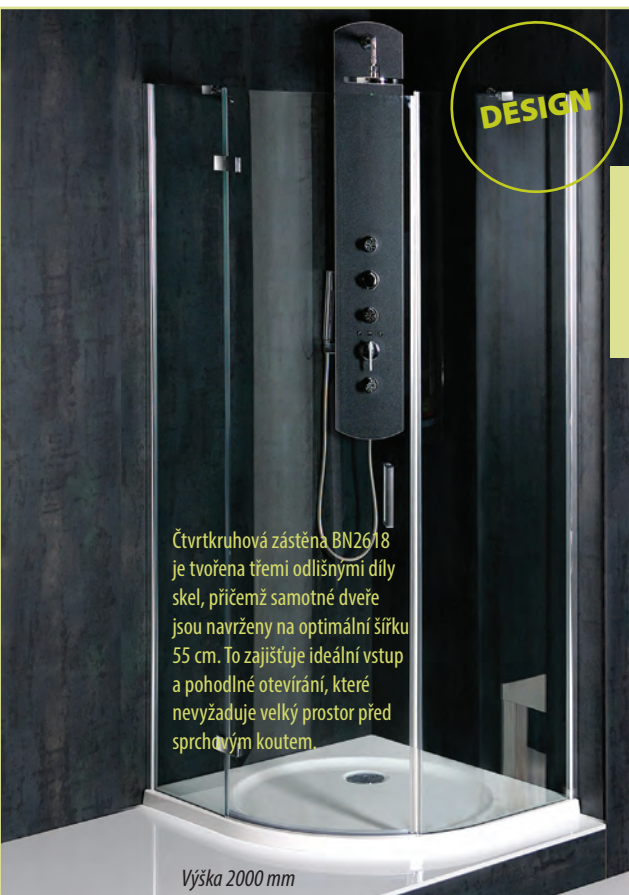 DESIGN
Čtvrtkruhová zástěna BN2618
je tvořena třemi odlišnými díly
skel, přičemž samotné dveře
jsou navrženy na optimální šířku
55 cm. To zajišťuje ideální vstup
a pohodlné otevírání, které
nevyžaduje velký prostor před
sprchovým koutem.
Výška 2000 mm